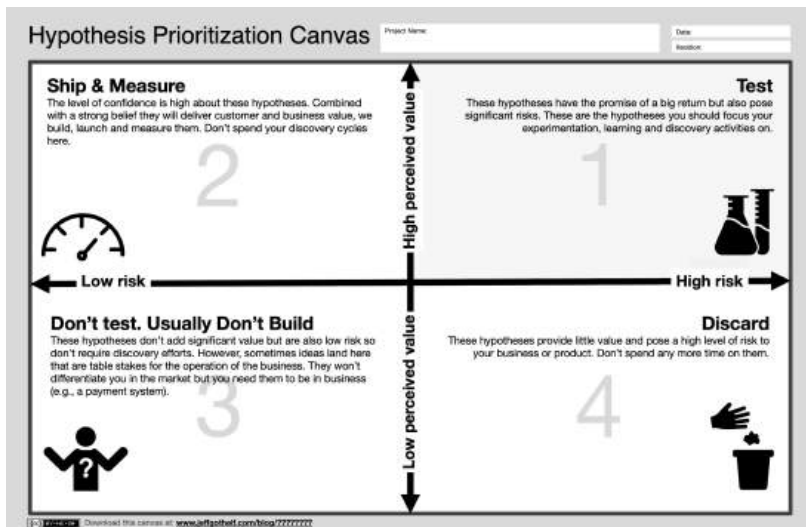 Hypothesis Prioritization Canvas
Project Name:
Date:
Iteration:
Ship & Measure
The level of confidence is high about these hypotheses. Combined
with a strong belief they will deliver customer and business value, we
build, launch and measure them. Don't spend your discovery cycles
here.
2
Test
These hypotheses have the promise of a big return but also pose
significant risks. These are the hypotheses you should focus your
experimentation, learning and discovery activities on.
1
High perceived value
Low risk
High risk
Low perceived value
Don't test. Usually Don't Build
These hypotheses don't add significant value but are also low risk so
don't require discovery efforts. However, sometimes ideas land here
that are table stakes for the operation of the business. They won't
differentiate you in the market but you need them to be in business
(e.g., a payment system).
3
?
Discard
These hypotheses provide little value and pose a high level of risk to
your business or product. Don't spend any more time on them.
4
Download this canvas at: www.jeffgothelf.com/blog/????????